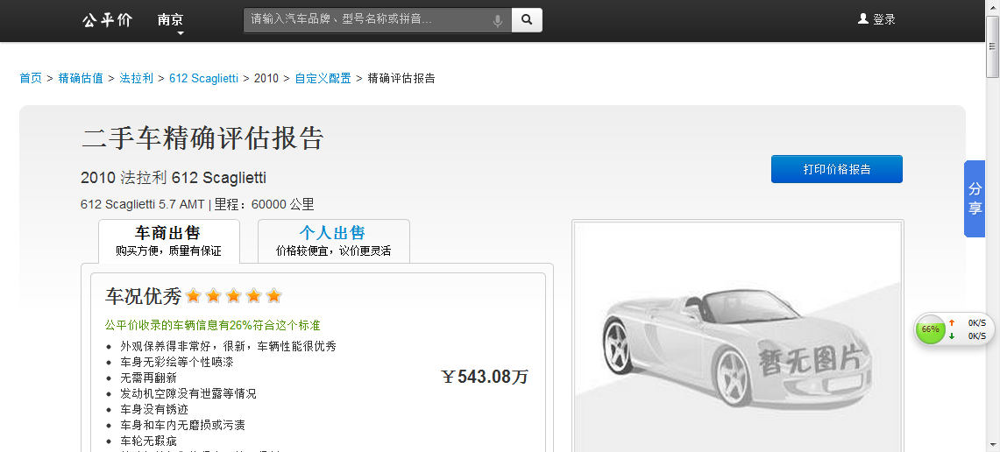 公平价
南京
请输入汽车品牌、型号名称或拼音...
登录
首页 > 精确估值 > 法拉利 > 612 Scaglietti > 2010 > 自定义配置 > 精确评估报告
二手车精确评估报告
打印价格报告
2010 法拉利 612 Scaglietti
612 Scaglietti 5.7 AMT | 里程：60000 公里
分享
车商出售
购买方便，质量有保证
个人出售
价格较便宜，议价更灵活
车况优秀
公平价收录的车辆信息有26%符合这个标准
外观保养得非常好，很新，车辆性能很优秀
车身无彩绘等个性喷漆
无需再翻新
发动机空隙没有泄露等情况
车身没有锈迹
车身和车内无磨损或污渍
车轮无瑕疵
￥543.08万
暂无图片
66%
0K/S
0K/S